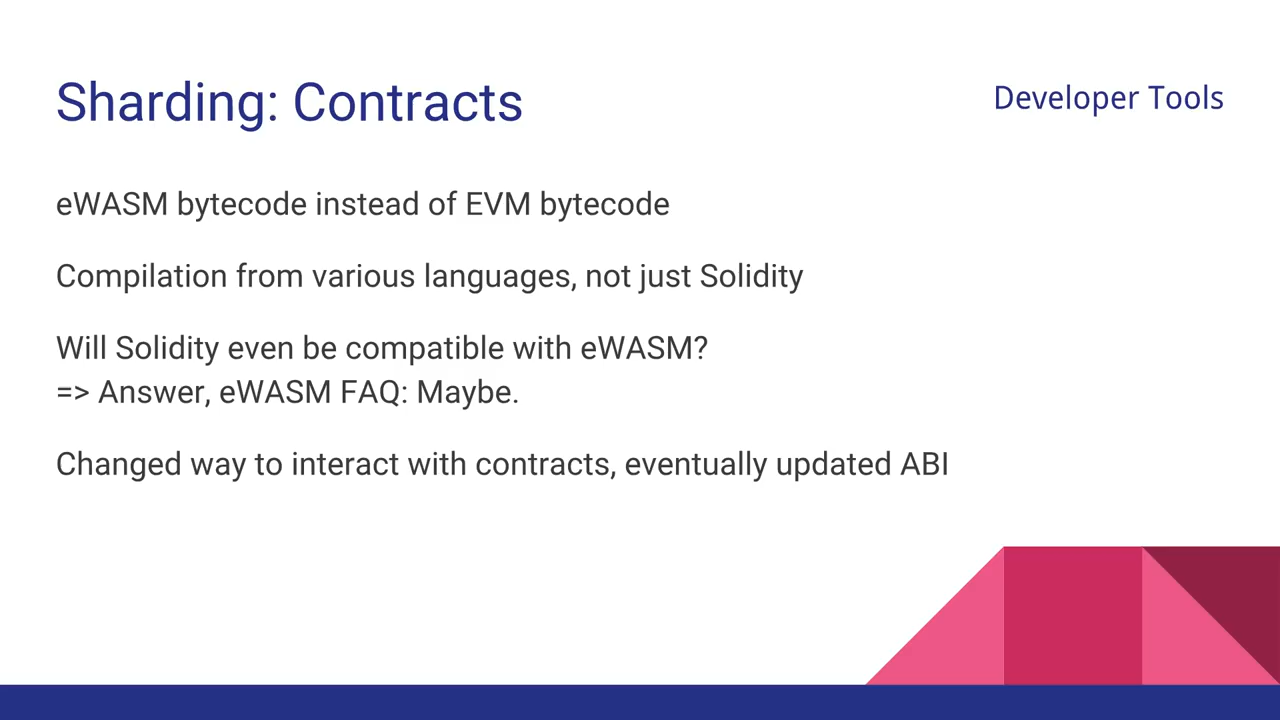 Sharding: Contracts
Developer Tools
eWASM bytecode instead of EVM bytecode
Compilation from various languages, not just Solidity
Will Solidity even be compatible with eWASM?
=> Answer, eWASM FAQ: Maybe.
Changed way to interact with contracts, eventually updated ABI